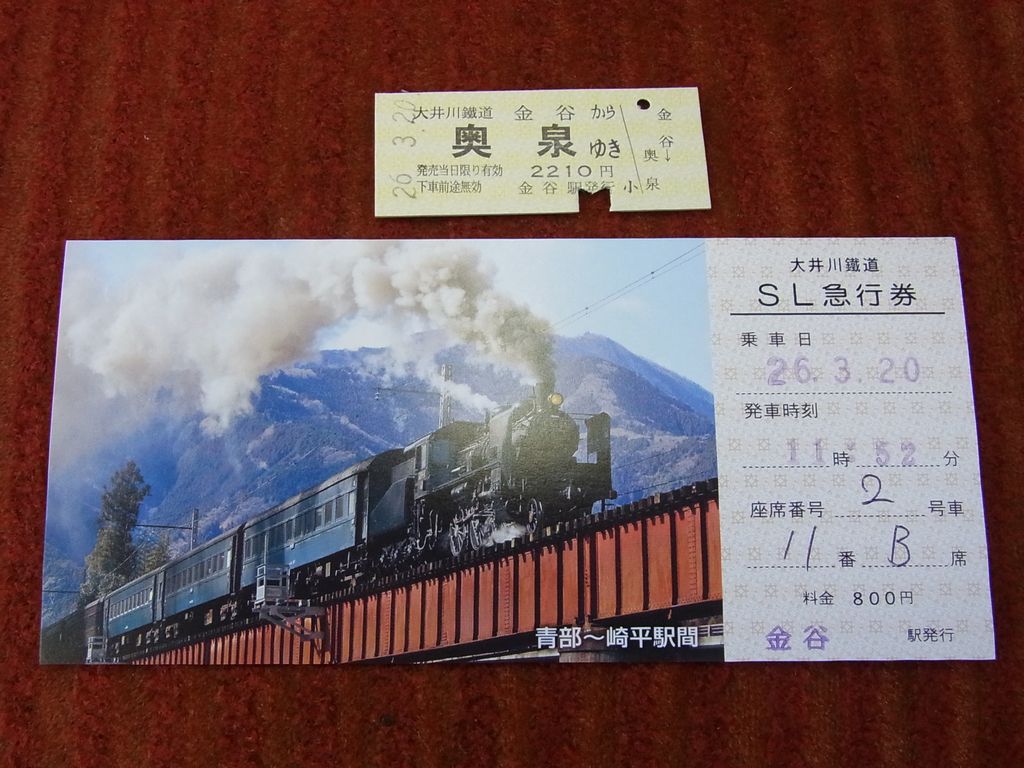 26. 3. 20
大井川鐵道 金谷から
奥泉ゆき
発売当日限り有効 2210円
下車前途無効 金谷駅発行 小
金谷
↓
奥泉
大井川鐵道
SL急行券
乗車日
26.3.20
発車時刻
11時52分
座席番号 2号車
11番B席
料金 800円
金谷 駅発行
青部〜崎平駅間